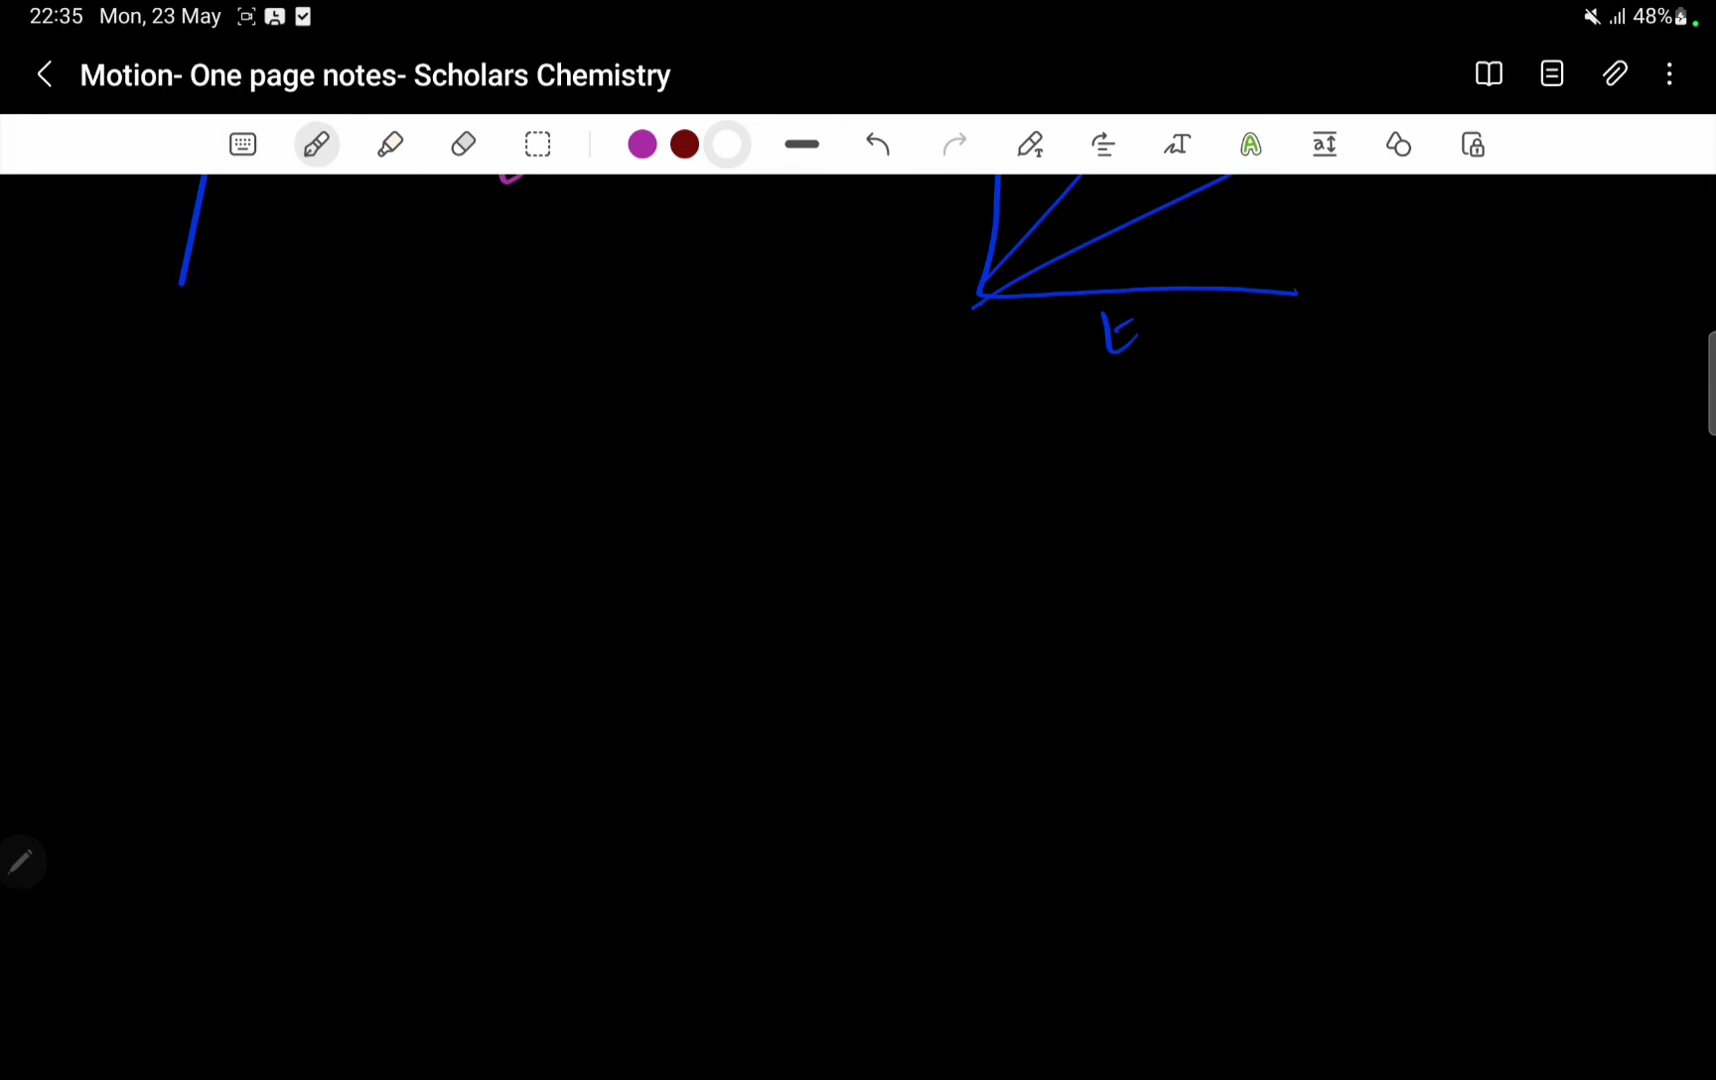 22:35 Mon, 23 May 48%
Motion- One page notes- Scholars Chemistry
t